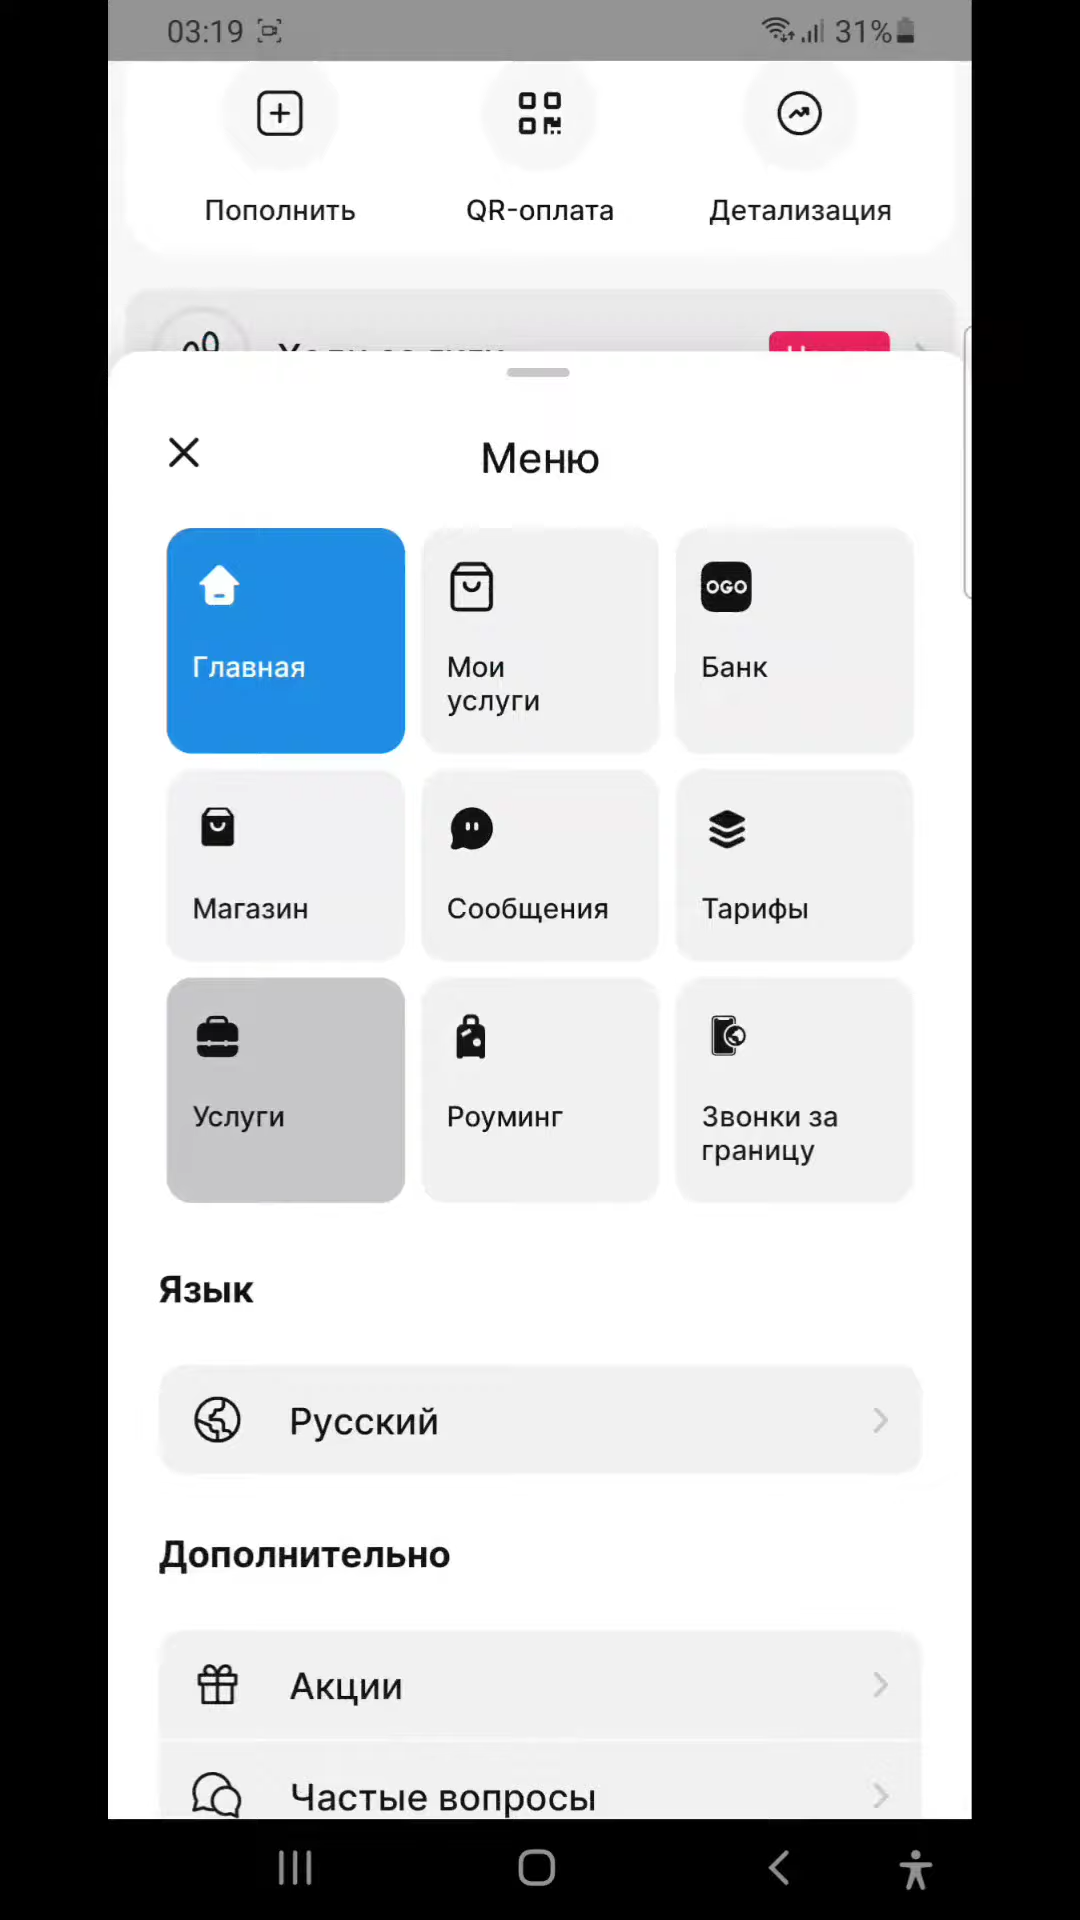 03:19
31%
Пополнить
QR-оплата
Детализация
Меню
Главная
Мои
услуги
OGO
Банк
Магазин
Сообщения
Тарифы
Услуги
Роуминг
Звонки за
границу
Язык
Русский
Дополнительно
Акции
Частые вопросы